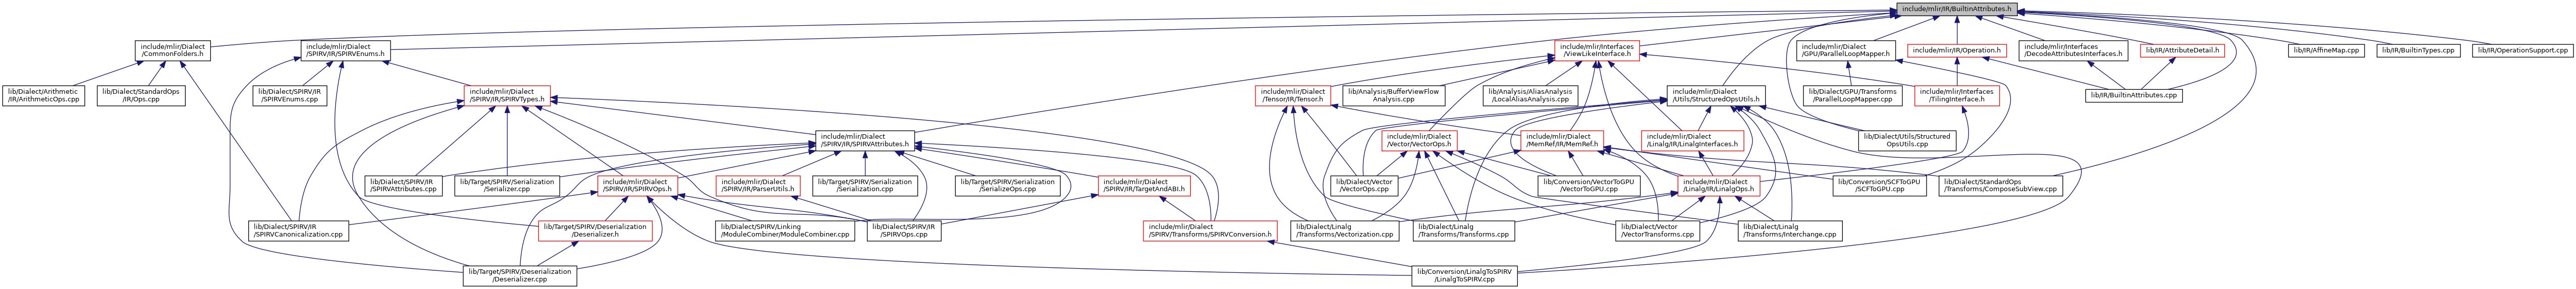 include/mlir/IR/BuiltinAttributes.h
include/mlir/Dialect
/CommonFolders.h
include/mlir/Dialect
/SPIRV/IR/SPIRVEnums.h
include/mlir/Interfaces
/ViewLikeInterface.h
include/mlir/Dialect
/GPU/ParallelLoopMapper.h
include/mlir/IR/Operation.h
include/mlir/Interfaces
/DecodeAttributesInterfaces.h
lib/IR/AttributeDetail.h
lib/IR/AffineMap.cpp
lib/IR/BuiltinTypes.cpp
lib/IR/OperationSupport.cpp
lib/Dialect/Arithmetic
/IR/ArithmeticOps.cpp
lib/Dialect/StandardOps
/IR/Ops.cpp
lib/Dialect/SPIRV/IR
/SPIRVEnums.cpp
include/mlir/Dialect
/SPIRV/IR/SPIRVTypes.h
include/mlir/Dialect
/Tensor/IR/Tensor.h
lib/Analysis/BufferViewFlow
Analysis.cpp
lib/Analysis/AliasAnalysis
/LocalAliasAnalysis.cpp
include/mlir/Dialect
/Utils/StructuredOpsUtils.h
lib/Dialect/GPU/Transforms
/ParallelLoopMapper.cpp
include/mlir/Interfaces
/TilingInterface.h
lib/IR/BuiltinAttributes.cpp
include/mlir/Dialect
/SPIRV/IR/SPIRVAttributes.h
include/mlir/Dialect
/Vector/VectorOps.h
include/mlir/Dialect
/MemRef/IR/MemRef.h
include/mlir/Dialect
/Linalg/IR/LinalgInterfaces.h
lib/Dialect/Utils/Structured
OpsUtils.cpp
lib/Dialect/SPIRV/IR
/SPIRVAttributes.cpp
lib/Target/SPIRV/Serialization
/Serializer.cpp
include/mlir/Dialect
/SPIRV/IR/SPIRVOps.h
include/mlir/Dialect
/SPIRV/IR/ParserUtils.h
lib/Target/SPIRV/Serialization
/Serialization.cpp
lib/Target/SPIRV/Serialization
/SerializeOps.cpp
include/mlir/Dialect
/SPIRV/IR/TargetAndABI.h
lib/Dialect/Vector
/VectorOps.cpp
lib/Conversion/VectorToGPU
/VectorToGPU.cpp
include/mlir/Dialect
/Linalg/IR/LinalgOps.h
lib/Conversion/SCFToGPU
/SCFToGPU.cpp
lib/Dialect/StandardOps
/Transforms/ComposeSubView.cpp
lib/Dialect/SPIRV/IR
/SPIRVCanonicalization.cpp
lib/Target/SPIRV/Deserialization
/Deserializer.h
lib/Dialect/SPIRV/Linking
/ModuleCombiner/ModuleCombiner.cpp
lib/Dialect/SPIRV/IR
/SPIRVOps.cpp
include/mlir/Dialect
/SPIRV/Transforms/SPIRVConversion.h
lib/Dialect/Linalg
/Transforms/Vectorization.cpp
lib/Dialect/Linalg
/Transforms/Transforms.cpp
lib/Dialect/Vector
/VectorTransforms.cpp
lib/Dialect/Linalg
/Transforms/Interchange.cpp
lib/Target/SPIRV/Deserialization
/Deserializer.cpp
lib/Conversion/LinalgToSPIRV
/LinalgToSPIRV.cpp